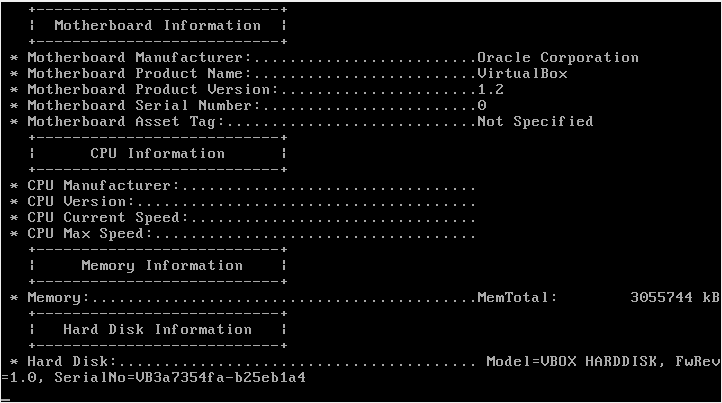 +---------------------------+
|  Motherboard Information  |
+---------------------------+
* Motherboard Manufacturer:.........................Oracle Corporation
* Motherboard Product Name:.........................VirtualBox
* Motherboard Product Version:......................1.2
* Motherboard Serial Number:........................0
* Motherboard Asset Tag:............................Not Specified
+---------------------------+
|      CPU Information      |
+---------------------------+
* CPU Manufacturer:.................................
* CPU Version:......................................
* CPU Current Speed:................................
* CPU Max Speed:....................................
+---------------------------+
|     Memory Information    |
+---------------------------+
* Memory:...........................................MemTotal:        3055744 kB
+---------------------------+
|   Hard Disk Information   |
+---------------------------+
* Hard Disk:........................................ Model=VBOX HARDDISK, FwRev
=1.0, SerialNo=VB3a7354fa-b25eb1a4